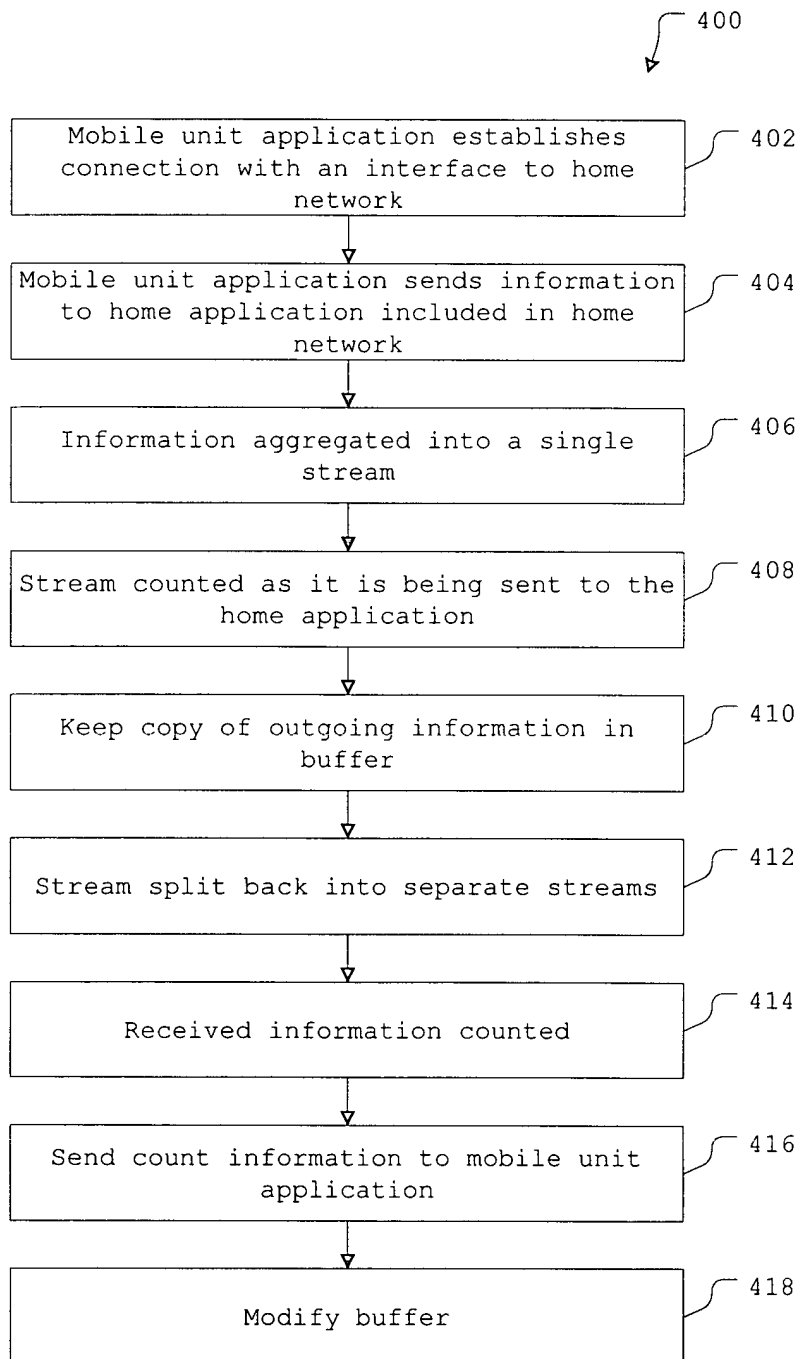 400
Mobile unit application establishes
connection with an interface to home
network
402
Mobile unit application sends information
to home application included in home
network
404
Information aggregated into a single
stream
406
Stream counted as it is being sent to the
home application
408
Keep copy of outgoing information in
buffer
410
Stream split back into separate streams
412
Received information counted
414
Send count information to mobile unit
application
416
Modify buffer
418